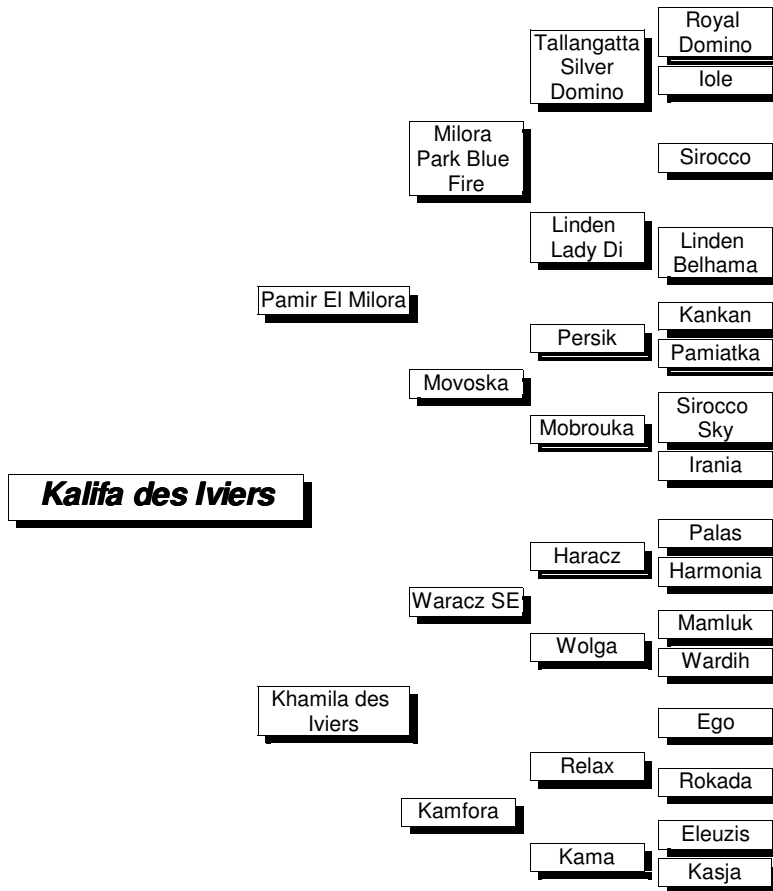 Royal
Domino
Tallangatta
Silver
Domino
Iole
Milora
Park Blue
Fire
Sirocco
Linden
Lady Di
Linden
Belhama
Pamir El Milora
Kankan
Persik
Pamiatka
Movoska
Sirocco
Sky
Mobrouka
Irania
Kalifa des Iviers
Palas
Haracz
Harmonia
Waracz SE
Mamluk
Wolga
Wardih
Khamila des
Iviers
Ego
Relax
Rokada
Kamfora
Eleuzis
Kama
Kasja